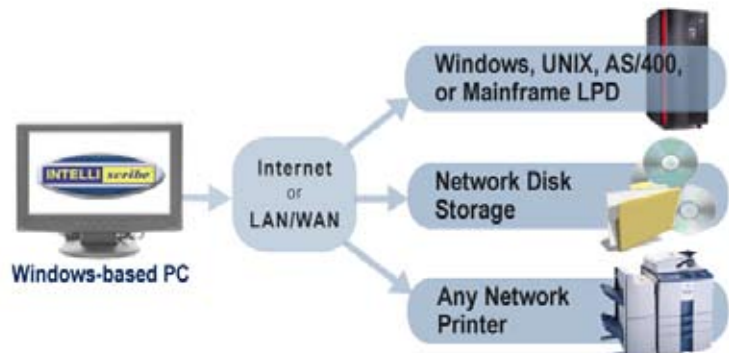 INTELLI scribe
Windows-based PC
Internet
or
LAN/WAN
Windows, UNIX, AS/400,
or Mainframe LPD
Network Disk
Storage
Any Network
Printer